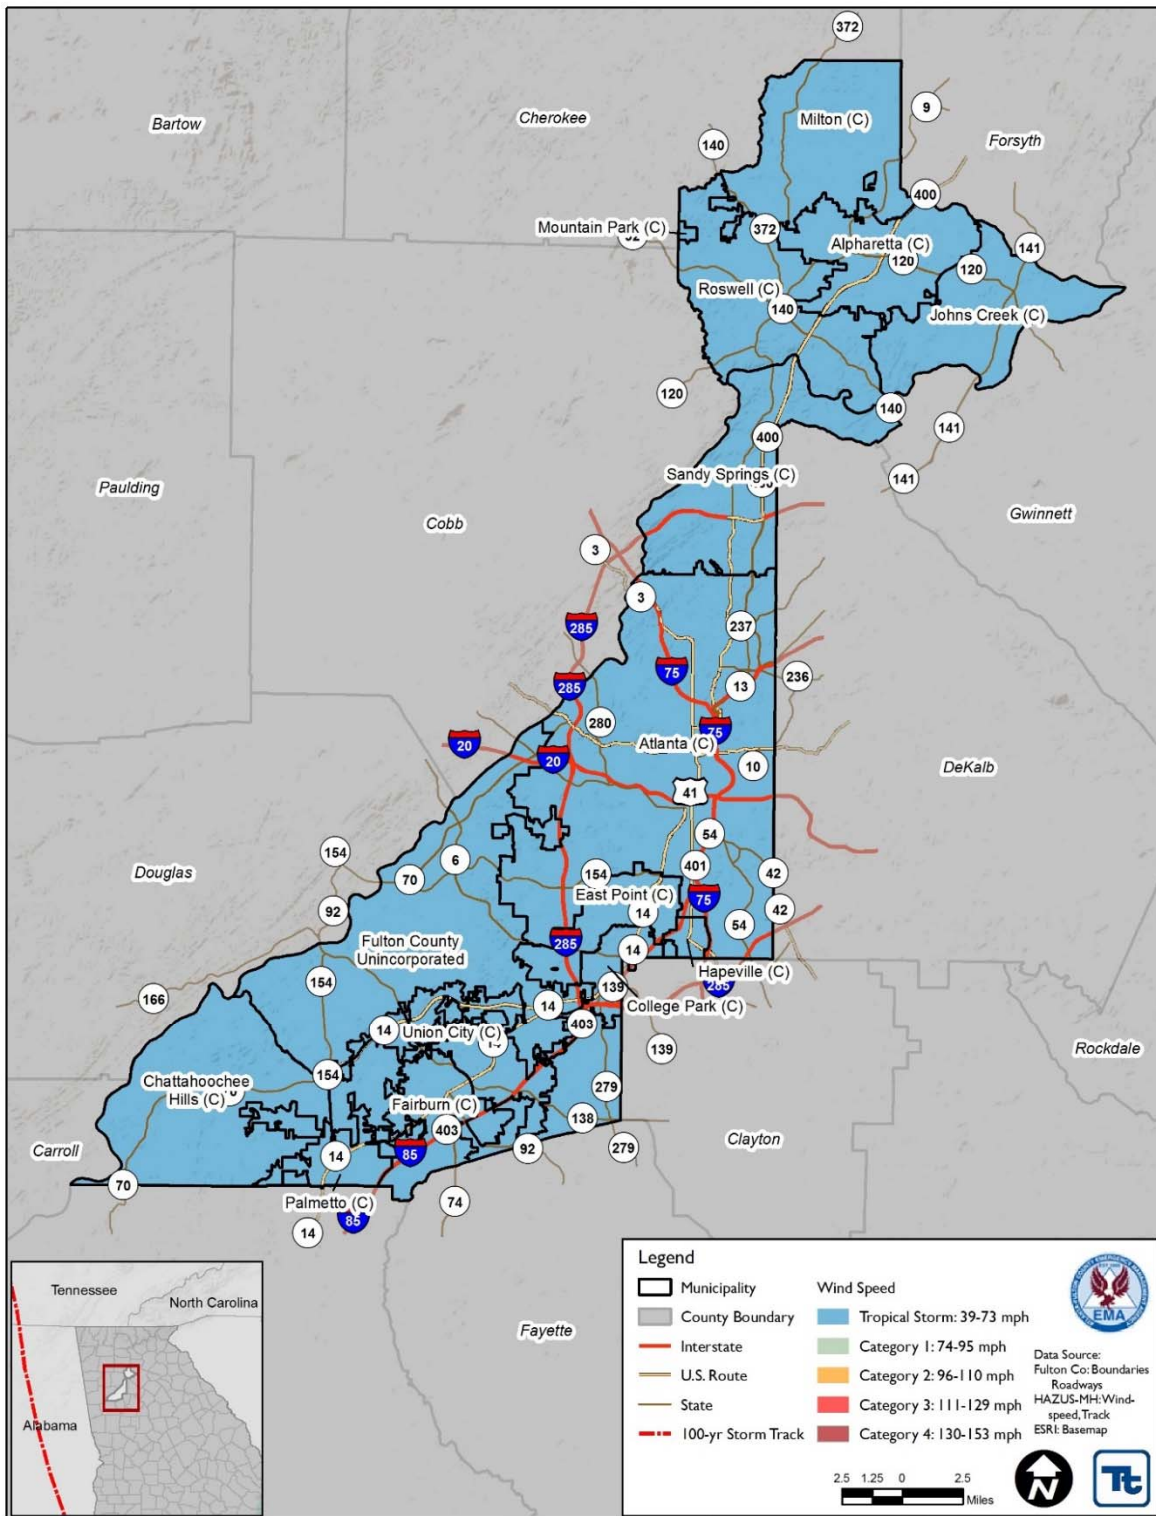 372
Bartow
Cherokee
Milton (C)
9
Forsyth
140
400
Mountain Park (C)
372
Alpharetta (C)
141
120
120
Roswell (C)
140
Johns Creek (C)
120
140
141
400
Sandy Springs (C)
141
Paulding
Cobb
Gwinnett
3
3
285
237
75
236
285
13
280
75
20
Atlanta (C)
20
10
DeKalb
41
54
154
6
401
Douglas
70
154
42
East Point (C)
75
92
14
42
54
Fulton County
Unincorporated
285
14
Hapeville (C)
154
139
285
166
14
College Park (C)
14
Union City (C)
403
139
Rockdale
154
Chattahoochee
Hills (C)
279
Fairburn (C)
403
138
Clayton
Carroll
14
85
92
279
70
Palmetto (C)
74
14
85
Fayette
Tennessee
North Carolina
Alabama
Legend
Municipality
County Boundary
Interstate
U.S. Route
State
100-yr Storm Track
Wind Speed
Tropical Storm: 39-73 mph
Category 1: 74-95 mph
Category 2: 96-110 mph
Category 3: 111-129 mph
Category 4: 130-153 mph
EMA
Data Source:
Fulton Co: Boundaries
Roadways
HAZUS-MH: Wind-
speed, Track
ESRI: Basemap
2.5 1.25 0 2.5
Miles
N
Tt